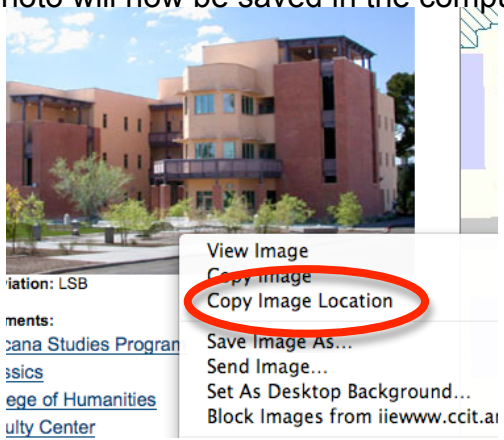 photo will now be saved in the comput
View Image
Copy Image
Copy Image Location
Save Image As...
Send Image...
Set As Desktop Background...
Block Images from iiewww.ccit.ar
viation: LSB
ments:
cana Studies Program
ssics
ege of Humanities
ulty Center